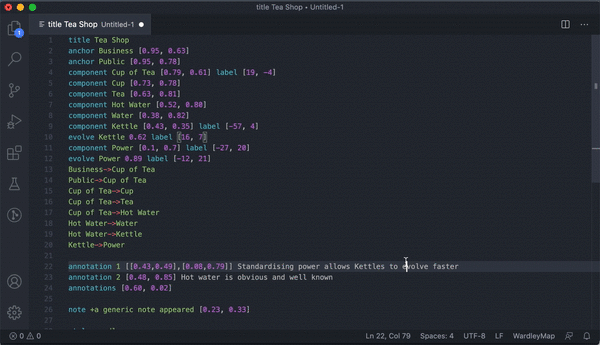 title Tea Shop - Untitled-1
title Tea Shop Untitled-1
1 title Tea Shop
2 anchor Business [0.95, 0.63]
3 anchor Public [0.95, 0.78]
4 component Cup of Tea [0.79, 0.61] label [19, -4]
5 component Cup [0.73, 0.78]
6 component Tea [0.63, 0.81]
7 component Hot Water [0.52, 0.80]
8 component Water [0.38, 0.82]
9 component Kettle [0.43, 0.35] label [-57, 4]
10 evolve Kettle 0.62 label [16, 7]
11 component Power [0.1, 0.7] label [-27, 20]
12 evolve Power 0.89 label [-12, 21]
13 Business->Cup of Tea
14 Public->Cup of Tea
15 Cup of Tea->Cup
16 Cup of Tea->Tea
17 Cup of Tea->Hot Water
18 Hot Water->Water
19 Hot Water->Kettle
20 Kettle->Power
21
22 annotation 1 [[0.43,0.49],[0.08,0.79]] Standardising power allows Kettles to evolve faster
23 annotation 2 [0.48, 0.85] Hot water is obvious and well known
24 annotations [0.60, 0.02]
25
26 note +a generic note appeared [0.23, 0.33]
27
1
0 0 Ln 22, Col 79 Spaces: 4 UTF-8 LF WardleyMap